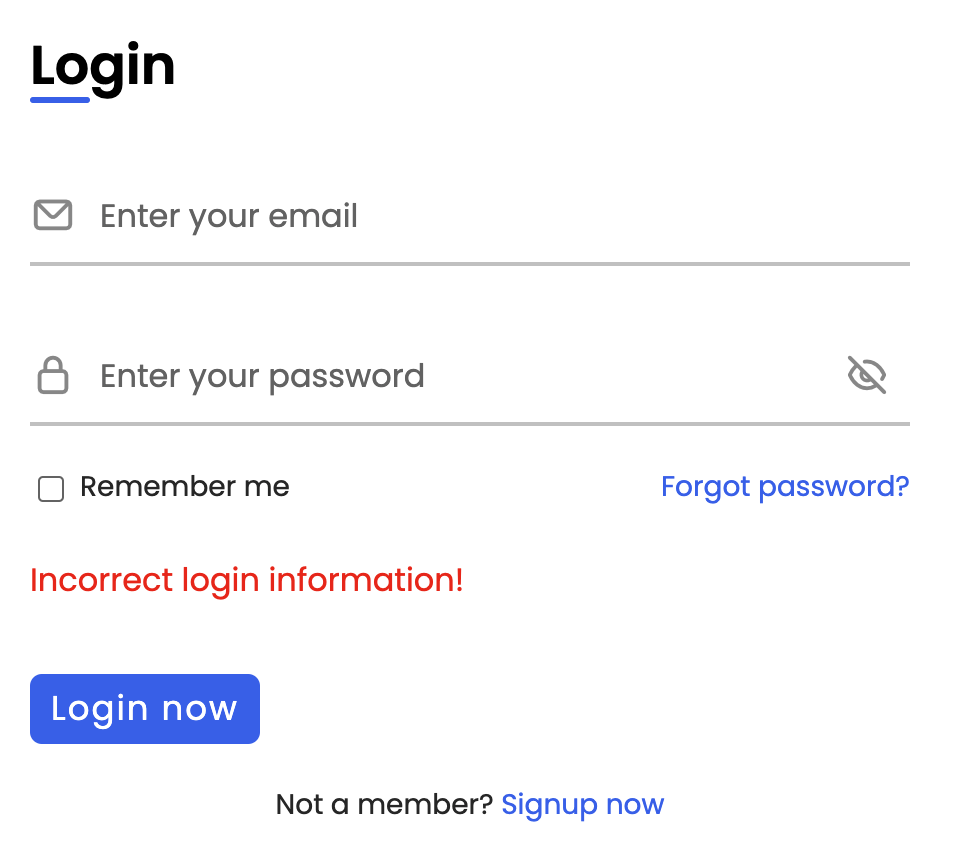 Login
Enter your email
Enter your password
Remember me
Forgot password?
Incorrect login information!
Login now
Not a member? Signup now